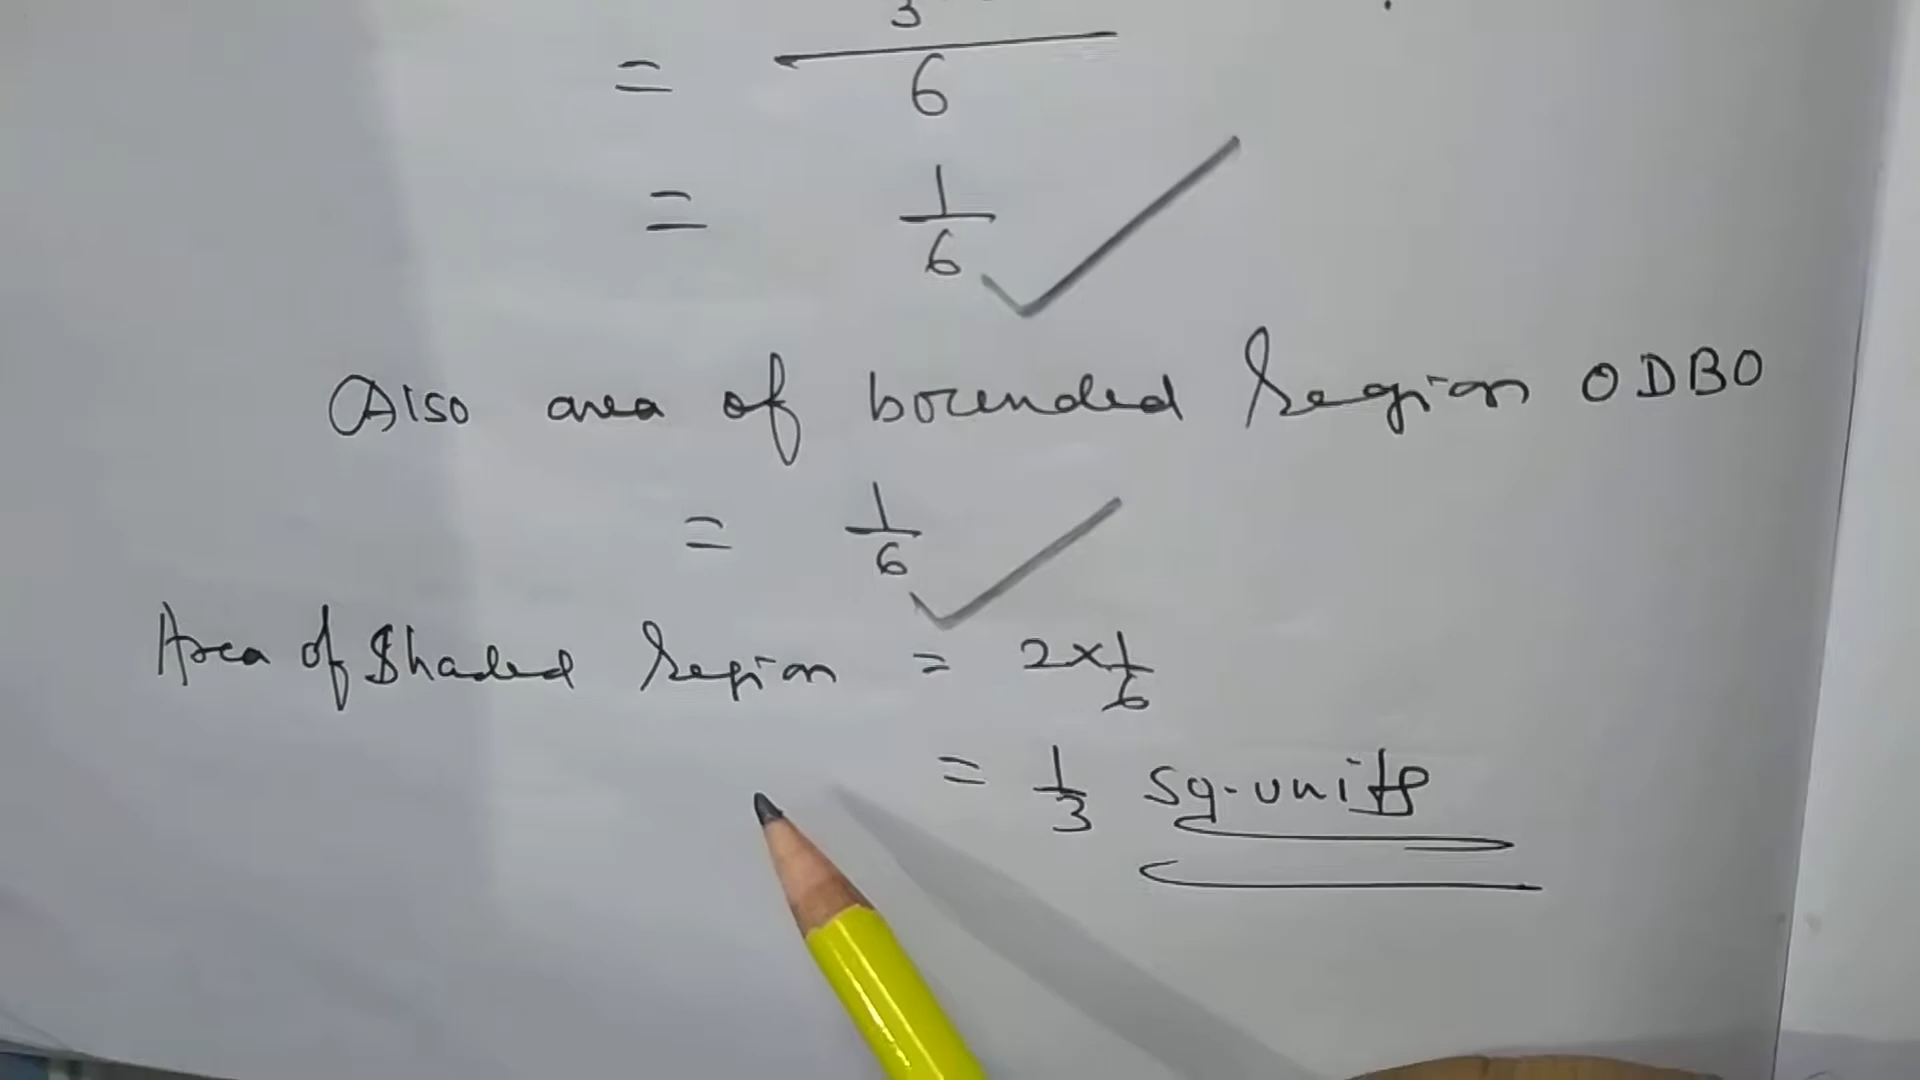 3
= ——
6
= 1/6 ✓
Also area of bounded region ODBO
= 1/6 ✓
Area of Shaded region = 2×1/6
= 1/3 sq.units